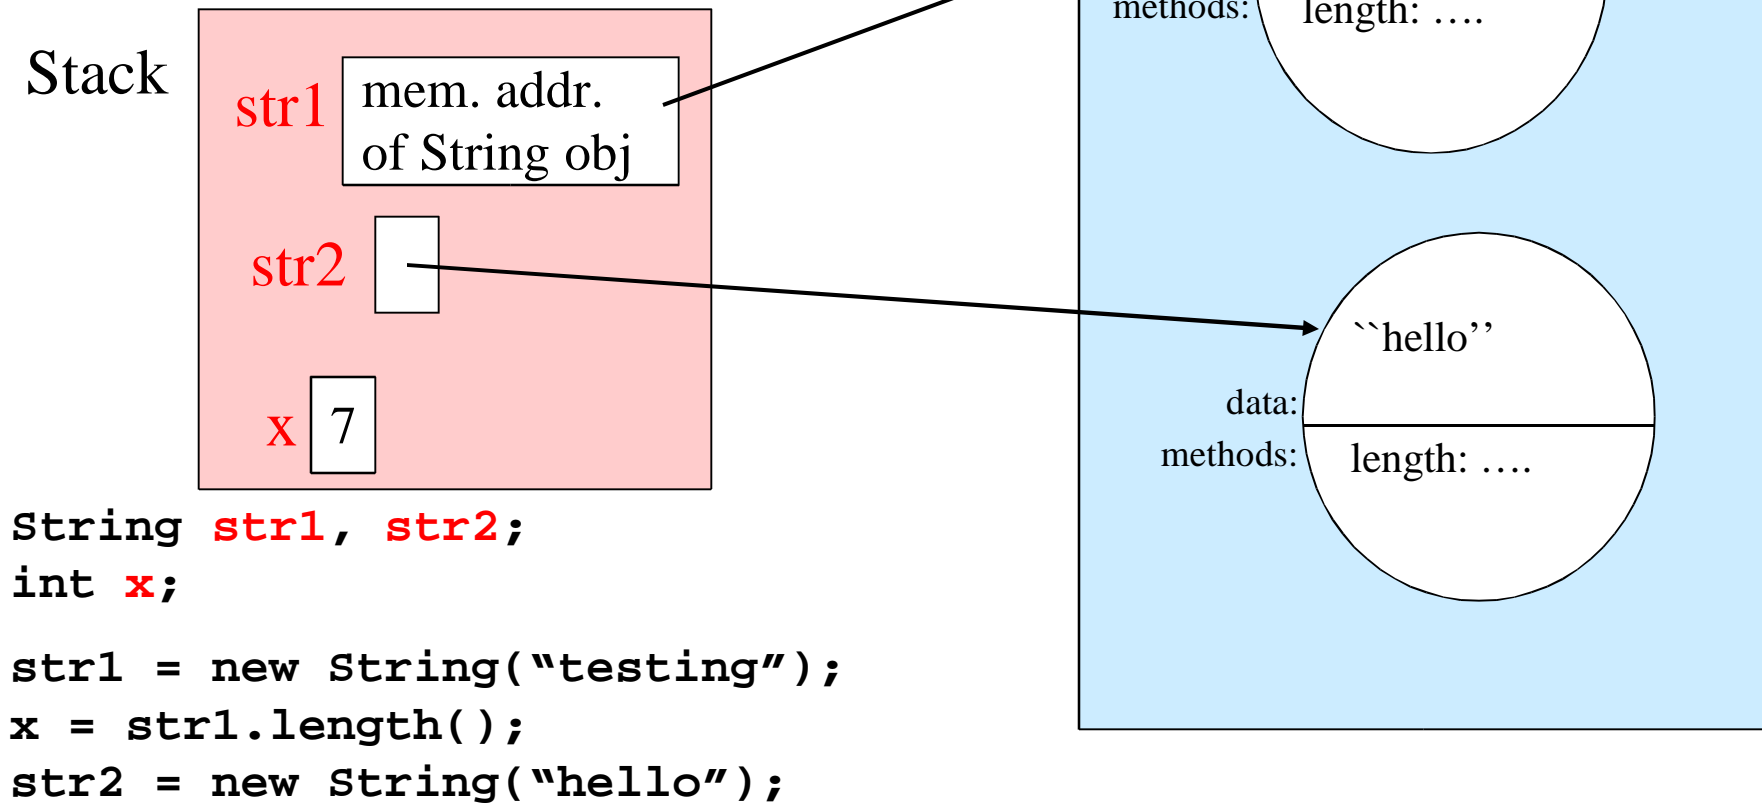 methods:
length: ….
Stack
str1
mem. addr.
of String obj
str2
``hello’’
data:
x
7
methods:
length: ….
String str1, str2;
int x;
str1 = new String(“testing”);
x = str1.length();
str2 = new String(“hello”);